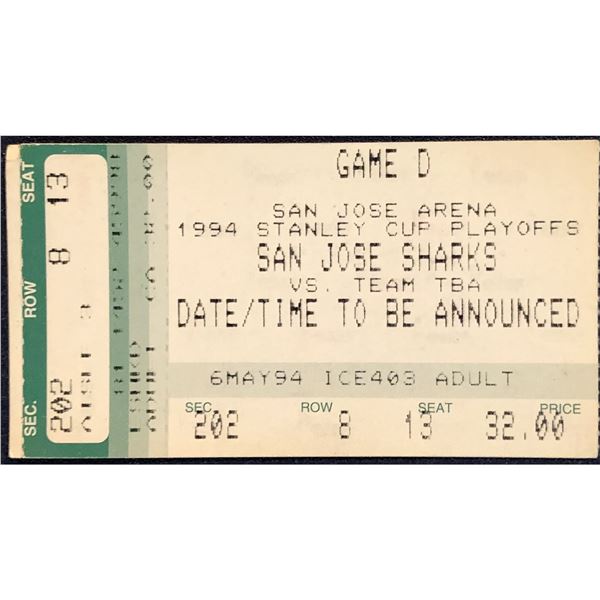 GAME D
SAN JOSE ARENA
1994 STANLEY CUP PLAYOFFS
SAN JOSE SHARKS
VS. TEAM TBA
DATE/TIME TO BE ANNOUNCED
6MAY94 ICE403 ADULT
SEC. ROW SEAT PRICE
202 8 13 32.00
SEC. ROW SEAT
202 8 13